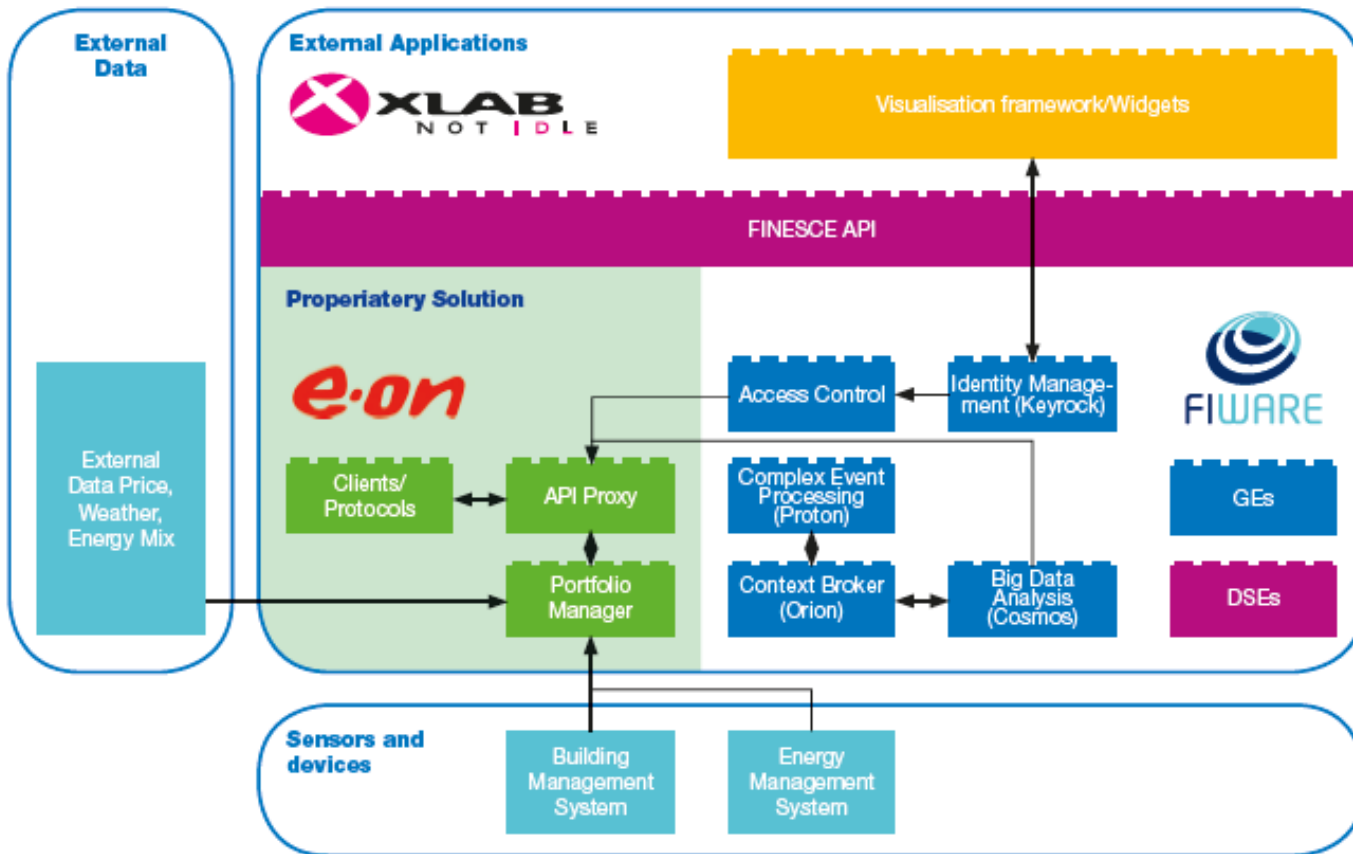 External
Data
External Applications
XLAB
NOT IDLE
Visualisation framework/Widgets
FINESCE API
Properiatery Solution
e·on
Access Control
Identity Manage-
ment (Keyrock)
FIWARE
External
Data Price,
Weather,
Energy Mix
Clients/
Protocols
API Proxy
Complex Event
Processing
(Proton)
GEs
Portfolio
Manager
Context Broker
(Orion)
Big Data
Analysis
(Cosmos)
DSEs
Sensors and
devices
Building
Management
System
Energy
Management
System